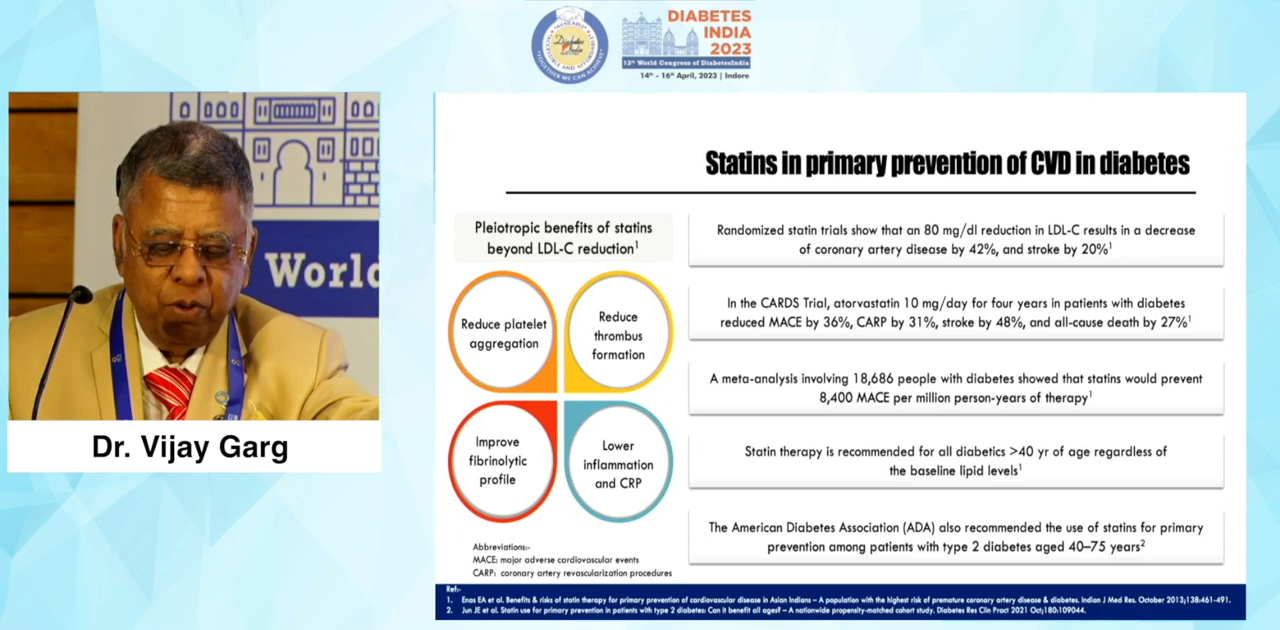 DIABETES
INDIA
2023
13th World Congress of DiabetesIndia
14th - 16th April, 2023 | Indore
AVAILABLE
Diabetes
India
ACCESSIBLE AND AFFORDABLE
TOGETHER WE CAN ACHIEVE
World
Dr. Vijay Garg
Statins in primary prevention of CVD in diabetes
Pleiotropic benefits of statins
beyond LDL-C reduction1
Reduce platelet
aggregation
Reduce
thrombus
formation
Improve
fibrinolytic
profile
Lower
inflammation
and CRP
Abbreviations:-
MACE: major adverse cardiovascular events
CARP: coronary artery revascularization procedures
Randomized statin trials show that an 80 mg/dl reduction in LDL-C results in a decrease
of coronary artery disease by 42%, and stroke by 20%1
In the CARDS Trial, atorvastatin 10 mg/day for four years in patients with diabetes
reduced MACE by 36%, CARP by 31%, stroke by 48%, and all-cause death by 27%1
A meta-analysis involving 18,686 people with diabetes showed that statins would prevent
8,400 MACE per million person-years of therapy1
Statin therapy is recommended for all diabetics >40 yr of age regardless of
the baseline lipid levels1
The American Diabetes Association (ADA) also recommended the use of statins for primary
prevention among patients with type 2 diabetes aged 40–75 years2
Ref:-
1. Enas EA et al. Benefits & risks of statin therapy for primary prevention of cardiovascular disease in Asian Indians – A population with the highest risk of premature coronary artery disease & diabetes. Indian J Med Res. October 2013;138:461-491.
2. Jun JE et al. Statin use for primary prevention in patients with type 2 diabetes: Can it benefit all ages? – A nationwide propensity-matched cohort study. Diabetes Res Clin Pract 2021 Oct;180:109044.